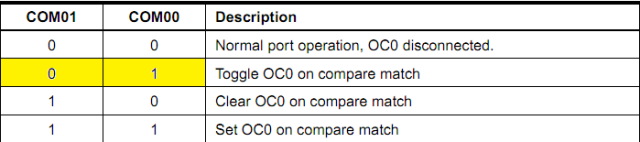 COM01 COM00 Description
0 0 Normal port operation, OC0 disconnected.
0 1 Toggle OC0 on compare match
1 0 Clear OC0 on compare match
1 1 Set OC0 on compare match